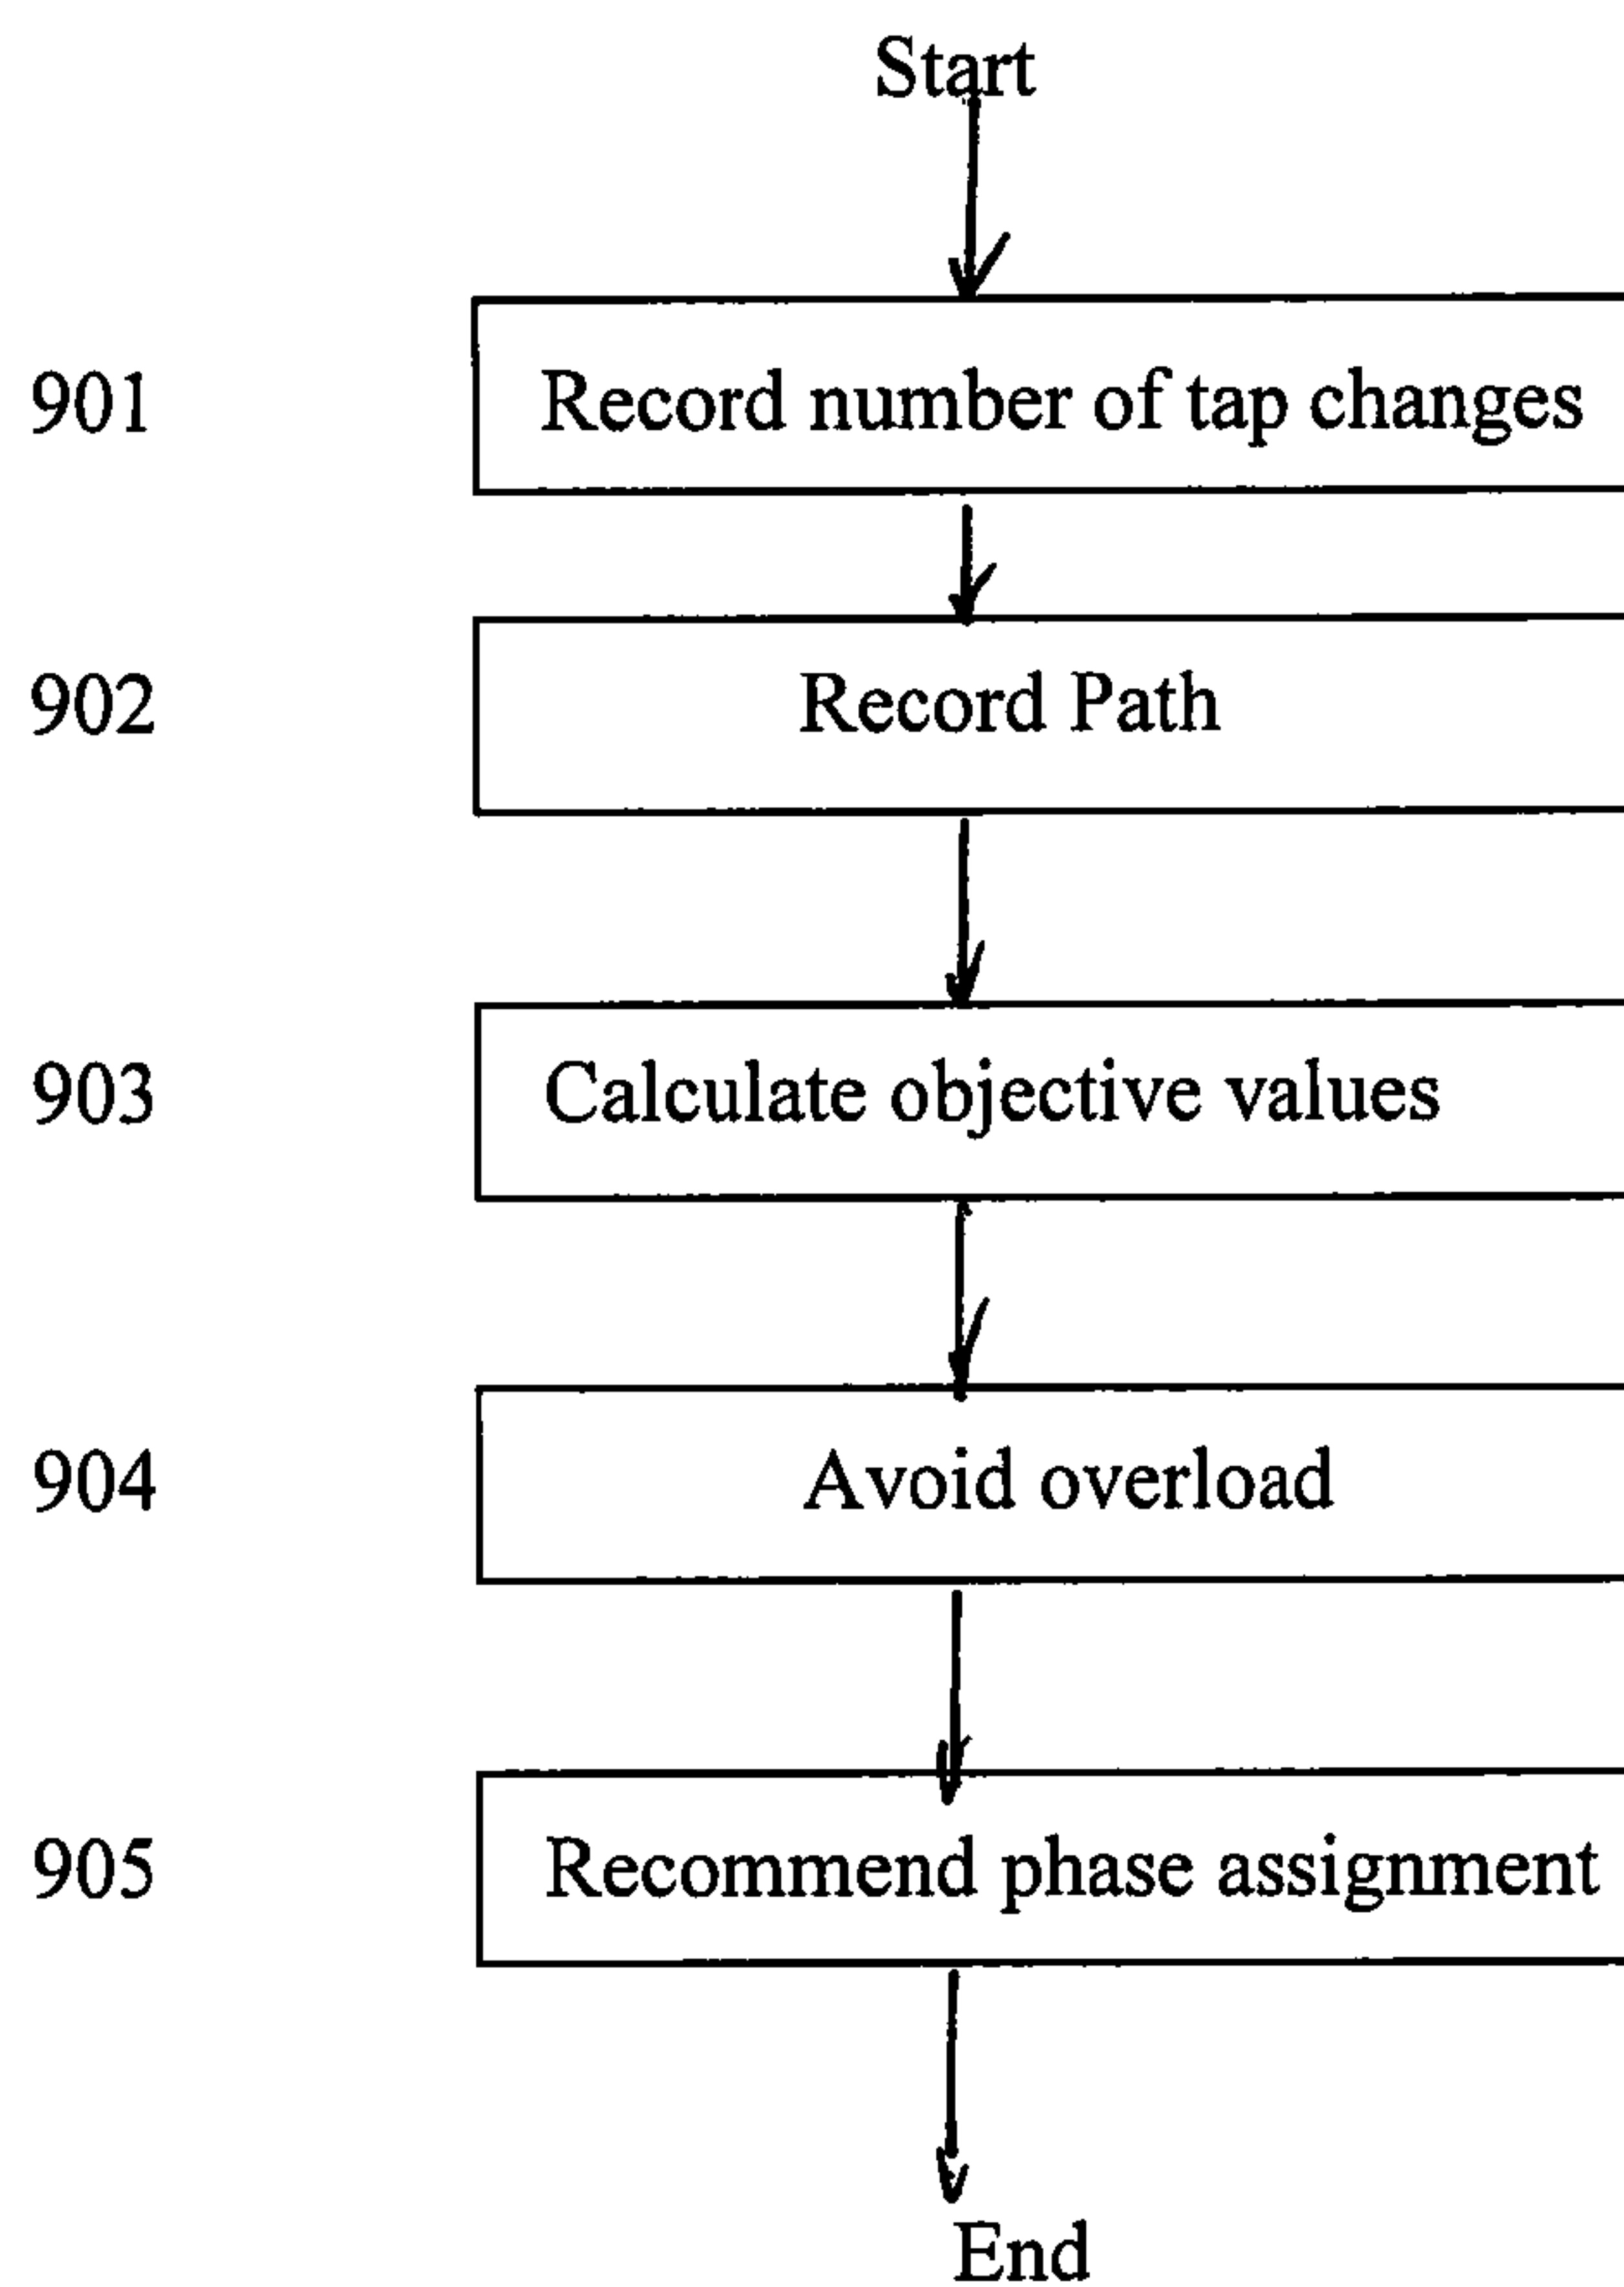 Start
901 Record number of tap changes
902 Record Path
903 Calculate objective values
904 Avoid overload
905 Recommend phase assignment
End